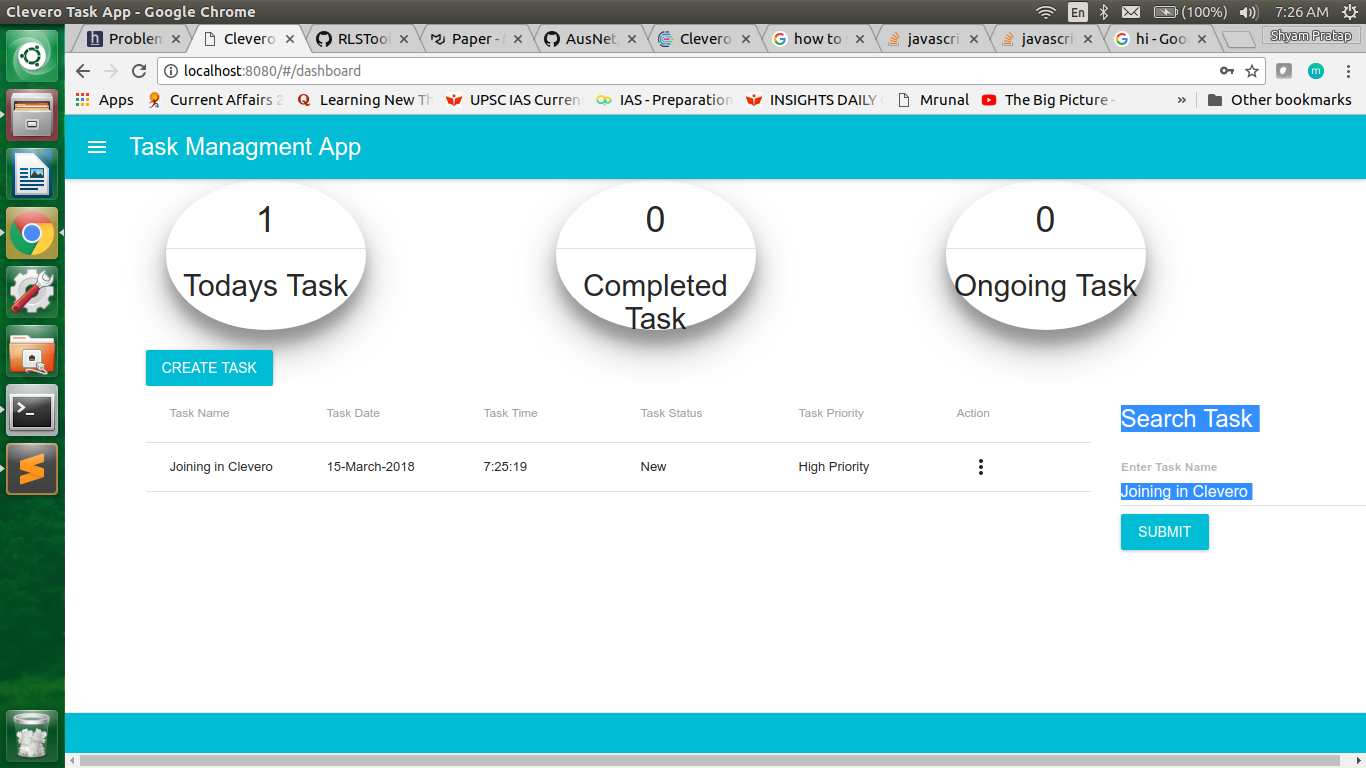 Clevero Task App - Google Chrome
En (100%) 7:26 AM
Problem Clevero RLSTool Paper - AusNet, Clevero how to javascri javascri hi - Goo Shyam Pratap
localhost:8080/#/dashboard m
Apps Current Affairs 2 Learning New Th UPSC IAS Curren IAS - Preparation INSIGHTS DAILY Mrunal The Big Picture - » Other bookmarks
Task Managment App
1
Todays Task
0
Completed
Task
0
Ongoing Task
CREATE TASK
Task Name Task Date Task Time Task Status Task Priority Action
Joining in Clevero 15-March-2018 7:25:19 New High Priority
Search Task
Enter Task Name
Joining in Clevero
SUBMIT